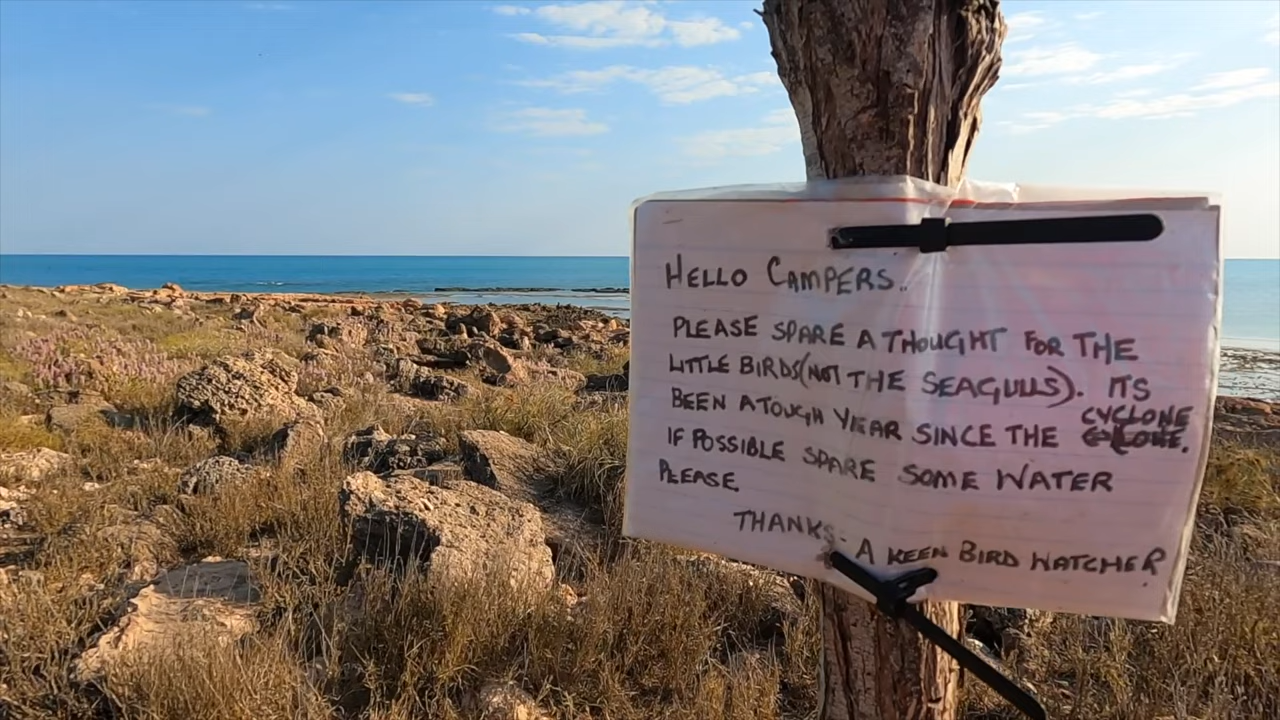 HELLO CAMPERS..
PLEASE SPARE A THOUGHT FOR THE
LITTLE BIRDS (NOT THE SEAGULLS). ITS
BEEN A TOUGH YEAR SINCE THE CYCLONE.
IF POSSIBLE SPARE SOME WATER
PLEASE.
THANKS - A KEEN BIRD WATCHER